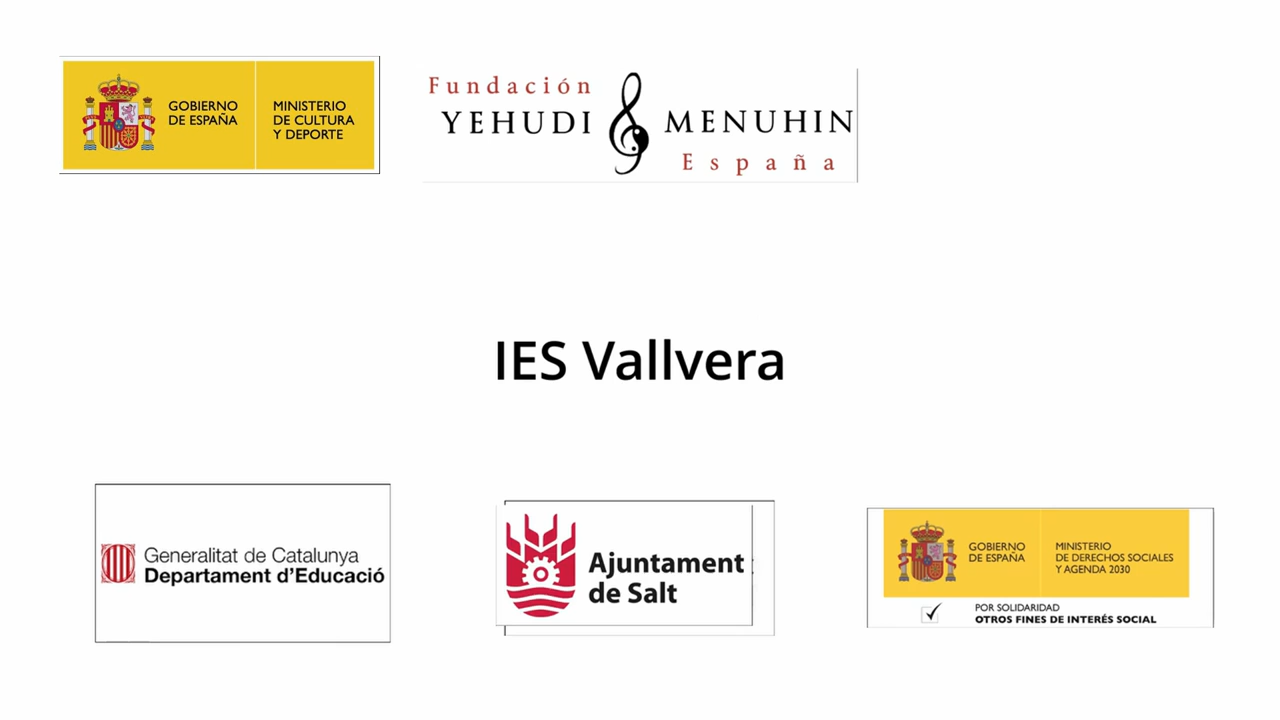 GOBIERNO
DE ESPAÑA
MINISTERIO
DE CULTURA
Y DEPORTE
Fundación
YEHUDI MENUHIN
España
IES Vallvera
Generalitat de Catalunya
Departament d'Educació
Ajuntament
de Salt
GOBIERNO
DE ESPAÑA
MINISTERIO
DE DERECHOS SOCIALES
Y AGENDA 2030
POR SOLIDARIDAD
OTROS FINES DE INTERÉS SOCIAL